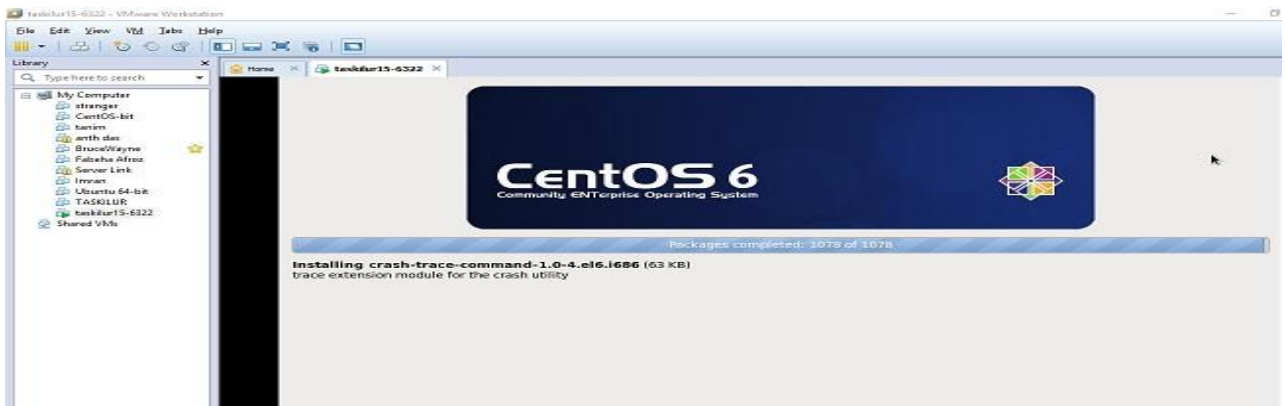 taskilur15-6322 - VMware Workstation
File Edit View VM Tabs Help
Library
Type here to search
Home
taskilur15-6322
My Computer
stranger
CentOS-bit
tanim
anth das
BruceWayne
Fabeha Afroz
Server Link
Imran
Ubuntu 64-bit
TASKILUR
taskilur15-6322
Shared VMs
CentOS 6
Community ENTerprise Operating System
Packages completed: 1078 of 1078
Installing crash-trace-command-1.0-4.el6.i686 (63 KB)
trace extension module for the crash utility